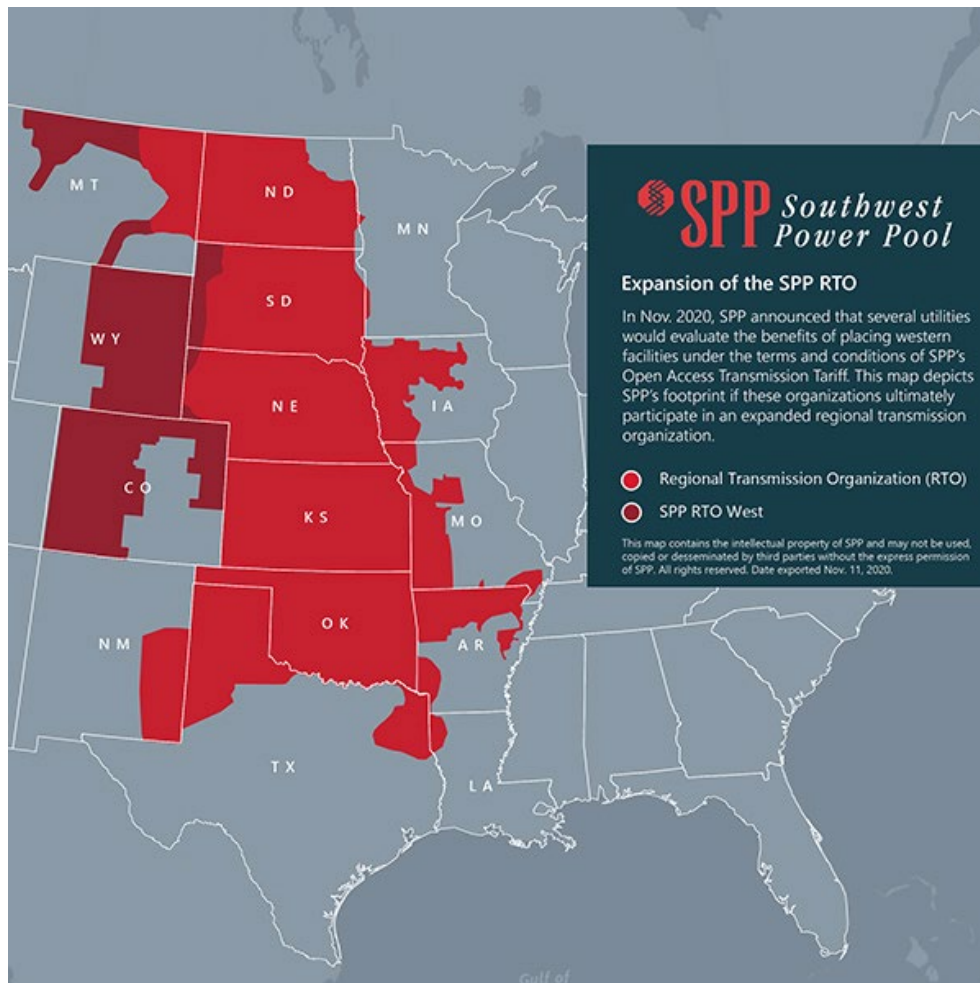 SPP Southwest
Power Pool
Expansion of the SPP RTO
In Nov. 2020, SPP announced that several utilities
would evaluate the benefits of placing western
facilities under the terms and conditions of SPP's
Open Access Transmission Tariff. This map depicts
SPP's footprint if these organizations ultimately
participate in an expanded regional transmission
organization.
Regional Transmission Organization (RTO)
SPP RTO West
This map contains the intellectual property of SPP and may not be used,
copied or desseminated by third parties without the express permission
of SPP. All rights reserved. Date exported Nov. 11, 2020.
MT
ND
MN
SD
WY
NE
IA
CO
KS
MO
OK
NM
AR
TX
LA
Gulf of